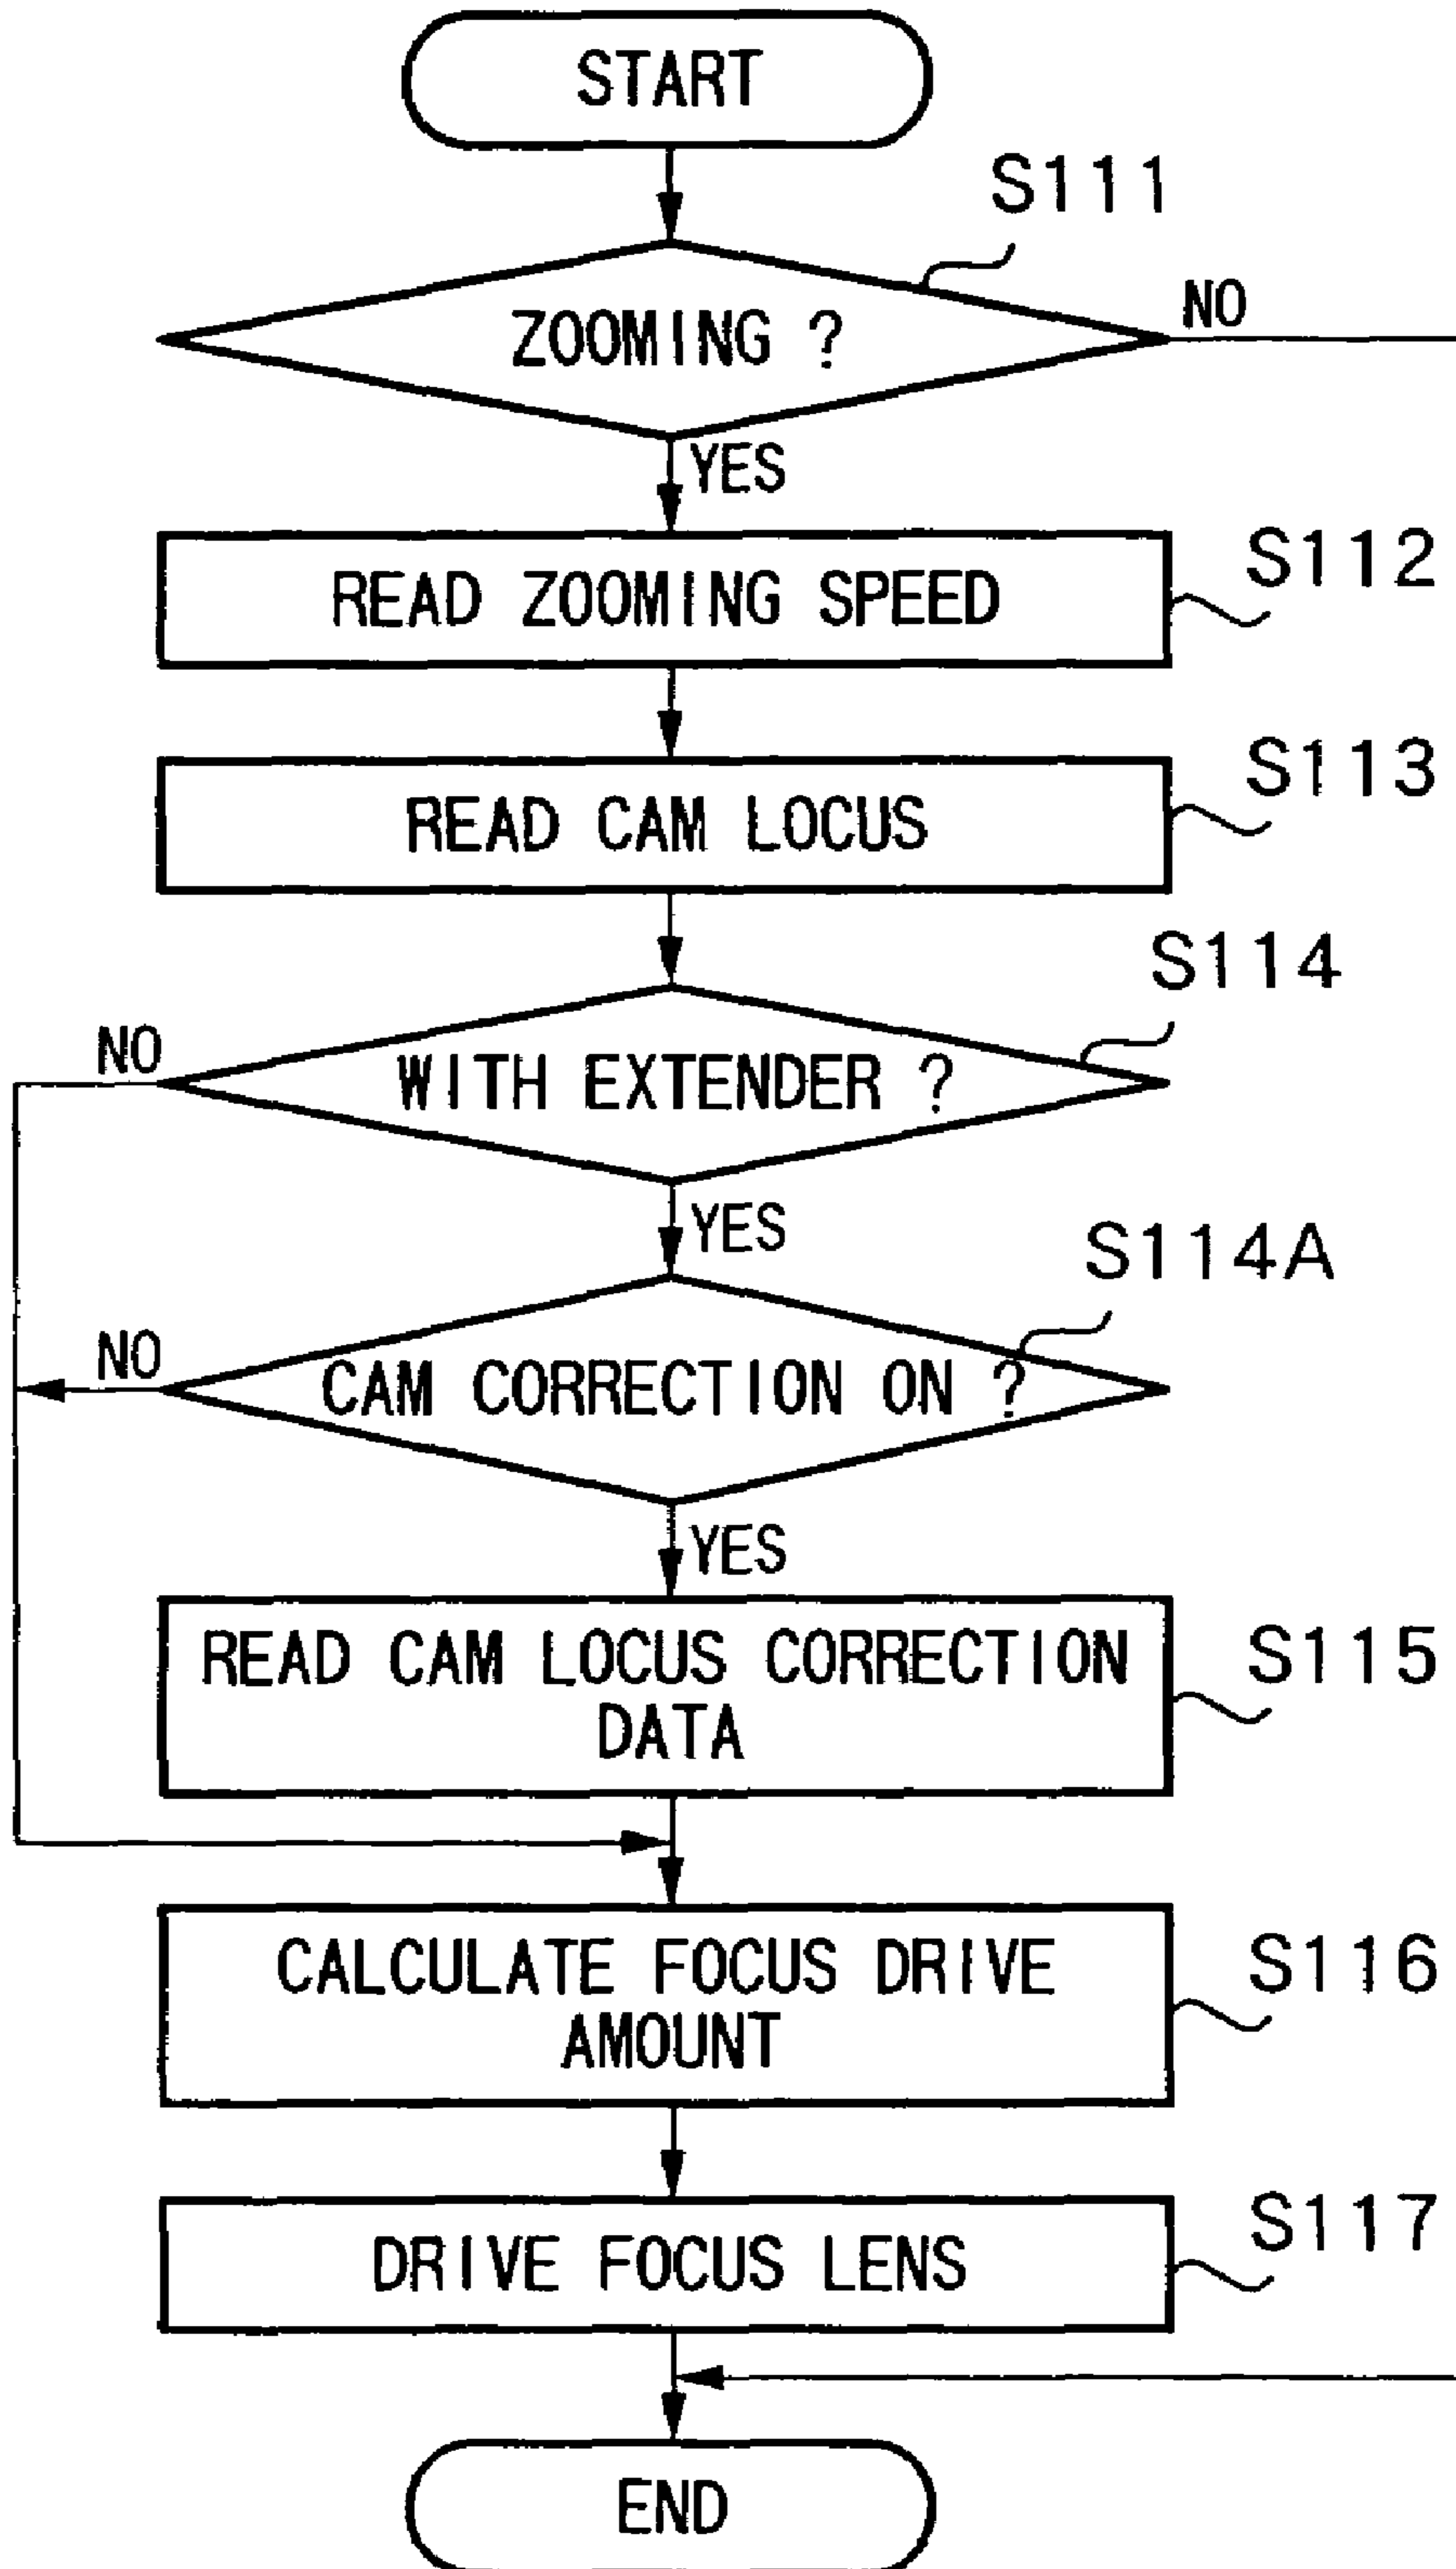 START
S111
ZOOMING ?
NO
YES
READ ZOOMING SPEED
S112
READ CAM LOCUS
S113
S114
NO
WITH EXTENDER ?
YES
S114A
NO
CAM CORRECTION ON ?
YES
READ CAM LOCUS CORRECTION
DATA
S115
CALCULATE FOCUS DRIVE
AMOUNT
S116
DRIVE FOCUS LENS
S117
END